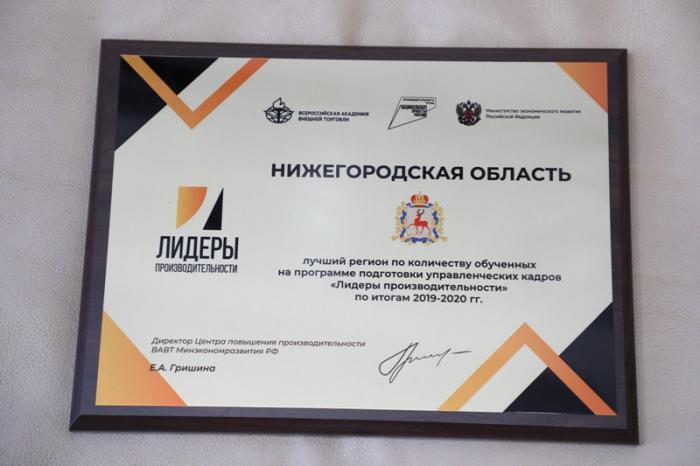 ВСЕРОССИЙСКАЯ АКАДЕМИЯ
ВНЕШНЕЙ ТОРГОВЛИ
Министерство экономического развития
Российской Федерации
НИЖЕГОРОДСКАЯ ОБЛАСТЬ
ЛИДЕРЫ
ПРОИЗВОДИТЕЛЬНОСТИ
лучший регион по количеству обученных
на программе подготовки управленческих кадров
«Лидеры производительности»
по итогам 2019-2020 гг.
Директор Центра повышения производительности
ВАВТ Минэкономразвития РФ
Е.А. Гришина